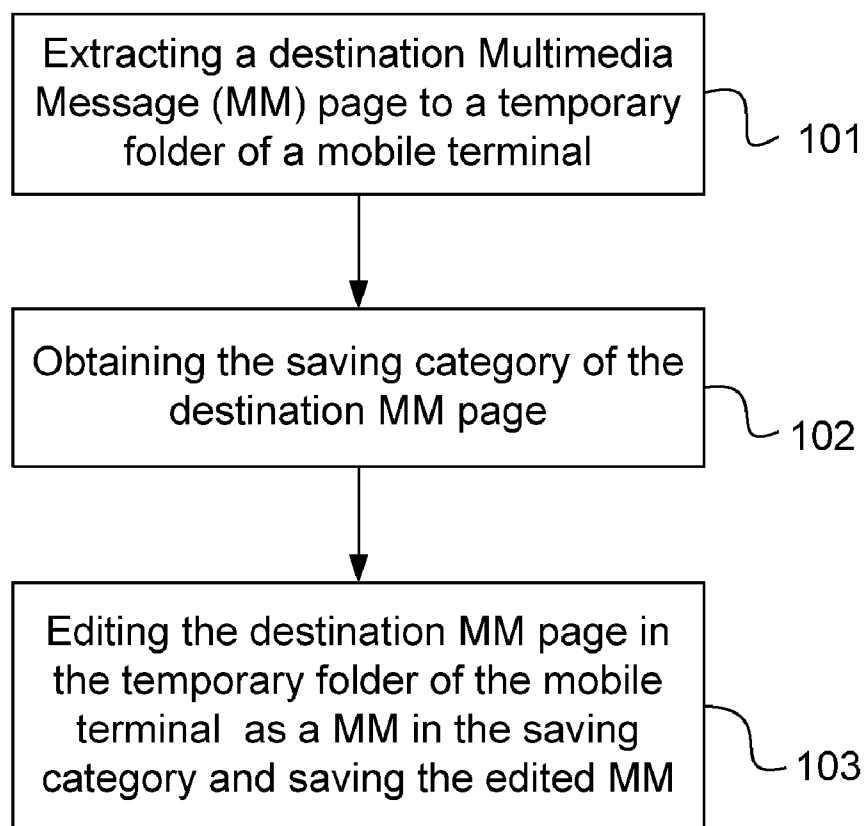 Extracting a destination Multimedia
Message (MM) page to a temporary
folder of a mobile terminal
101
Obtaining the saving category of the
destination MM page
102
Editing the destination MM page in
the temporary folder of the mobile
terminal as a MM in the saving
category and saving the edited MM
103